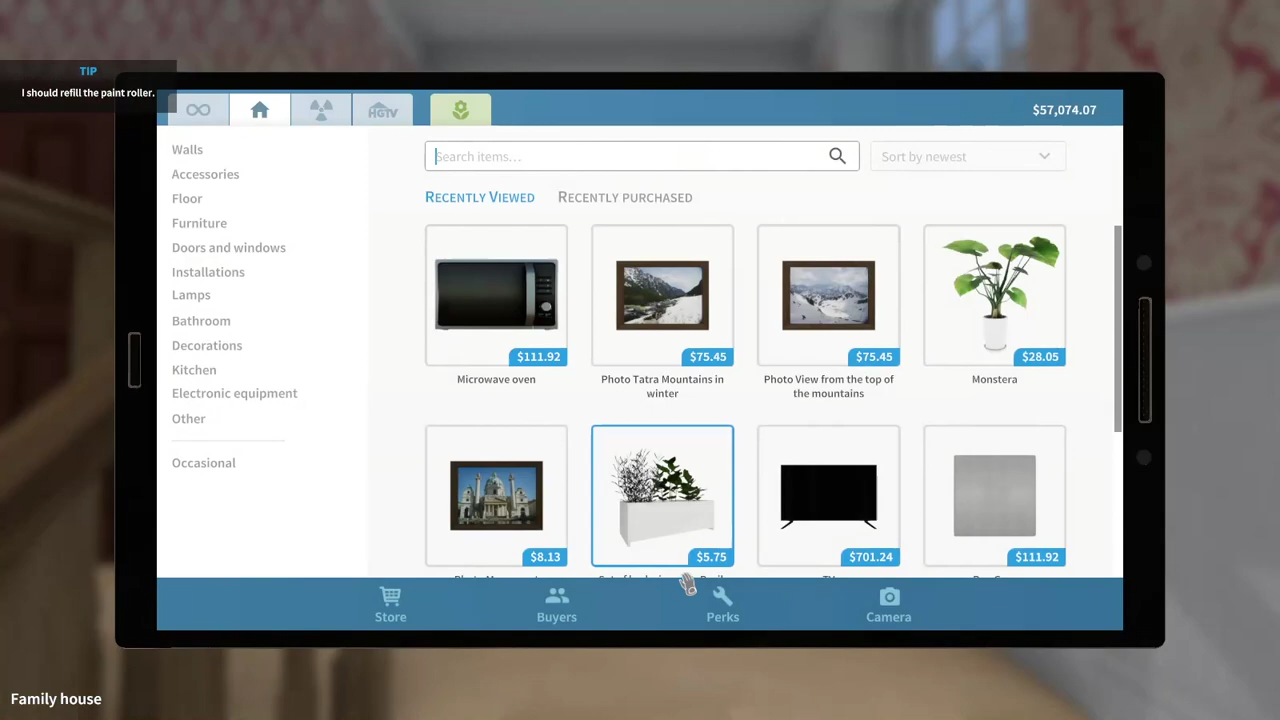 TIP
I should refill the paint roller.
HGTV
$57,074.07
Walls
Accessories
Floor
Furniture
Doors and windows
Installations
Lamps
Bathroom
Decorations
Kitchen
Electronic equipment
Other
Occasional
Search items...
Sort by newest
RECENTLY VIEWED
RECENTLY PURCHASED
$111.92
$75.45
$75.45
$28.05
Microwave oven
Photo Tatra Mountains in
winter
Photo View from the top of
the mountains
Monstera
$8.13
$5.75
$701.24
$111.92
Store
Buyers
Perks
Camera
Family house